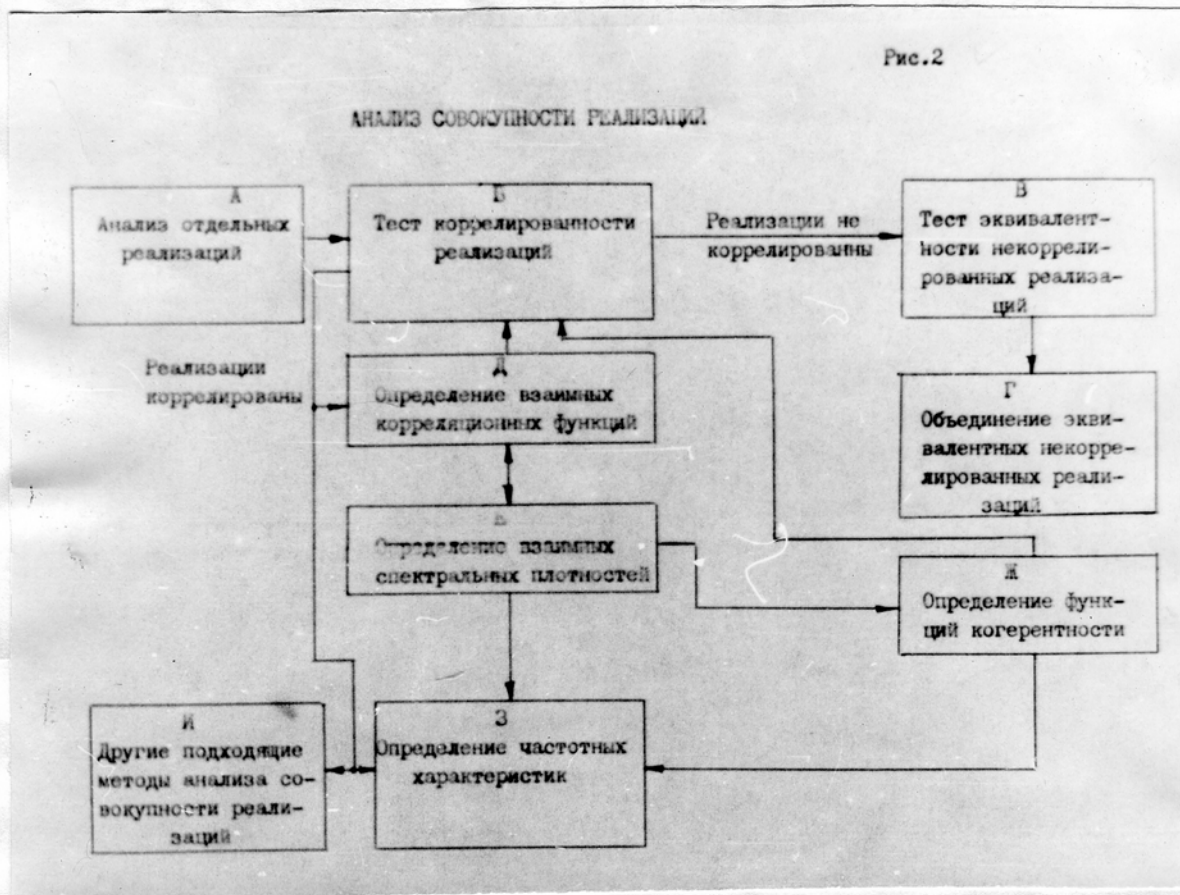 Рис.2
АНАЛИЗ СОВОКУПНОСТИ РЕАЛИЗАЦИЙ
А
Анализ отдельных
реализаций
Б
Тест коррелированности
реализаций
Реализации не
коррелированны
В
Тест эквивалент-
ности некоррели-
рованных реализа-
ций
Реализации
коррелированы
Д
Определение взаимных
корреляционных функций
Г
Объединение экви-
валентных некорре-
лированных реали-
заций
Определение взаимных
спектральных плотностей
Ж
Определение функ-
ций когерентности
И
Другие подходящие
методы анализа со-
вокупности реали-
заций
З
Определение частотных
характеристик